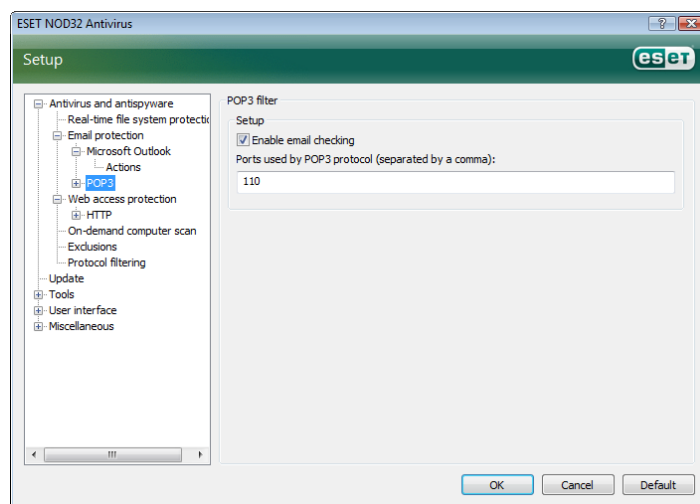 ESET NOD32 Antivirus
Setup
eset
Antivirus and antispyware
Real-time file system protectic
Email protection
Microsoft Outlook
Actions
POP3
Web access protection
HTTP
On-demand computer scan
Exclusions
Protocol filtering
Update
Tools
User interface
Miscellaneous
POP3 filter
Setup
Enable email checking
Ports used by POP3 protocol (separated by a comma):
110
OK
Cancel
Default